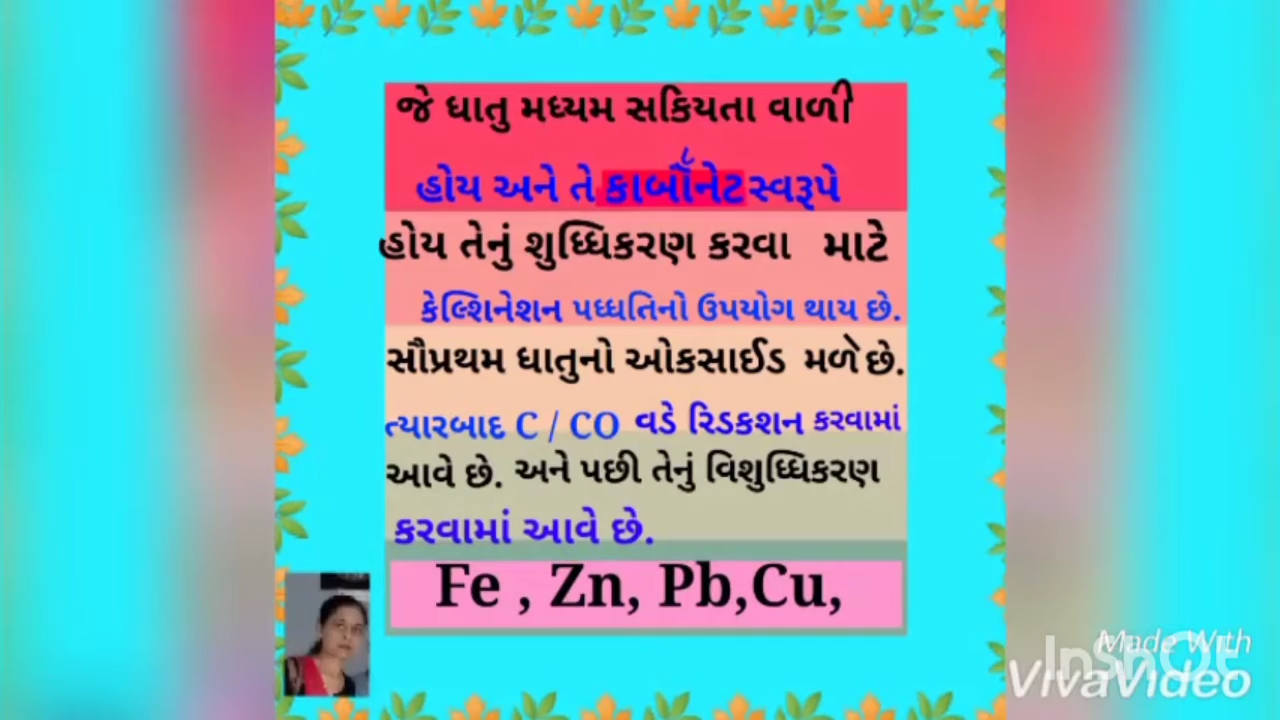 જે ધાતુ મધ્યમ સકિયતા વાળી
હોય અને તે કાર્બોનેટ સ્વરૂપે
હોય તેનું શુધ્ધિકરણ કરવા માટે
કેલ્શિનેશન પધ્ધતિનો ઉપયોગ થાય છે.
સૌપ્રથમ ધાતુનો ઓકસાઈડ મળે છે.
ત્યારબાદ C / CO વડે રિડકશન કરવામાં
આવે છે. અને પછી તેનું વિશુધ્ધિકરણ
કરવામાં આવે છે.
Fe , Zn, Pb,Cu,
Made With
InShOt
VivaVideo